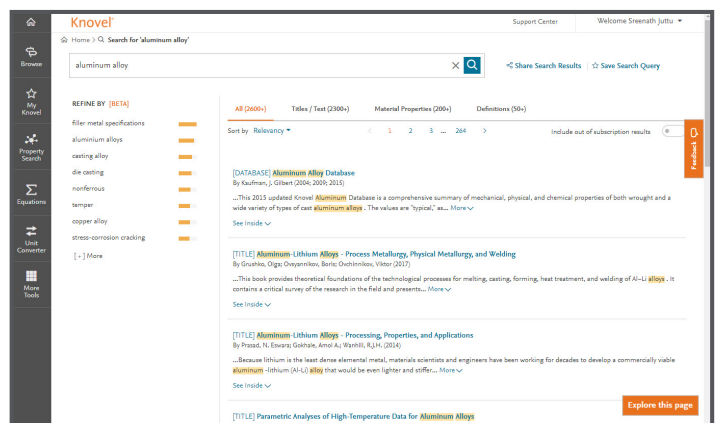 Knovel
Support Center
Welcome Sreenath Juttu
Home > Search for 'aluminum alloy'
Browse
My Knovel
Property Search
Equations
Unit Converter
More Tools
aluminum alloy
Share Search Results
Save Search Query
REFINE BY [BETA]
filler metal specifications
aluminium alloys
casting alloy
die casting
nonferrous
temper
copper alloy
stress-corrosion cracking
[+] More
All (2600+) Titles / Text (2300+) Material Properties (200+) Definitions (50+)
Sort by Relevancy
< 1 2 3 ... 264 >
Include out of subscription results
Feedback
[DATABASE] Aluminum Alloy Database
By Kaufman, J. Gilbert (2004; 2009; 2015)
...This 2015 updated Knovel Aluminum Database is a comprehensive summary of mechanical, physical, and chemical properties of both wrought and a
wide variety of types of cast aluminum alloys . The values are "typical," as... More
See Inside
[TITLE] Aluminum-Lithium Alloys - Process Metallurgy, Physical Metallurgy, and Welding
By Grushko, Olga; Ovsyannikov, Boris; Ovchinnikov, Viktor (2017)
...This book provides theoretical foundations of the technological processes for melting, casting, forming, heat treatment, and welding of Al–Li alloys . It
contains a critical survey of the research in the field and presents... More
See Inside
[TITLE] Aluminum-Lithium Alloys - Processing, Properties, and Applications
By Prasad, N. Eswara; Gokhale, Amol A.; Wanhill, R.J.H. (2014)
...Because lithium is the least dense elemental metal, materials scientists and engineers have been working for decades to develop a commercially viable
aluminum -lithium (Al-Li) alloy that would be even lighter and stiffer... More
See Inside
[TITLE] Parametric Analyses of High-Temperature Data for Aluminum Alloys
Explore this page